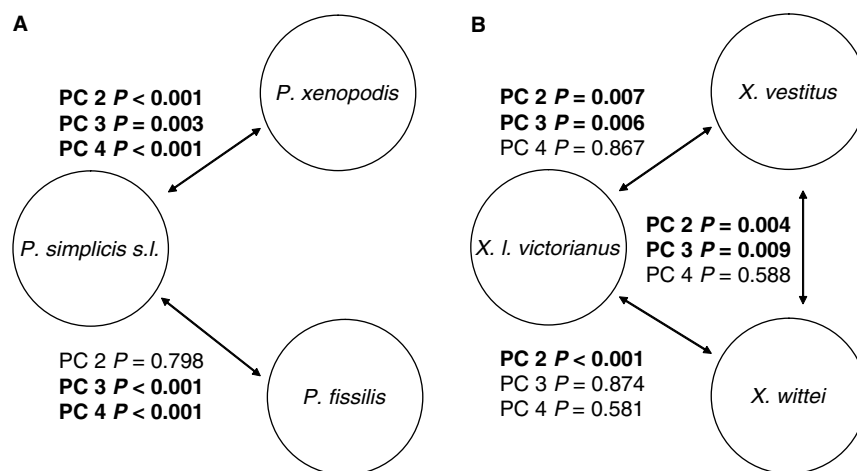 A
P. xenopodis
PC 2 P < 0.001
PC 3 P = 0.003
PC 4 P < 0.001
P. simplicis s.l.
PC 2 P = 0.798
PC 3 P < 0.001
PC 4 P < 0.001
P. fissilis
B
X. vestitus
PC 2 P = 0.007
PC 3 P = 0.006
PC 4 P = 0.867
X. l. victorianus
PC 2 P = 0.004
PC 3 P = 0.009
PC 4 P = 0.588
PC 2 P < 0.001
PC 3 P = 0.874
PC 4 P = 0.581
X. wittei